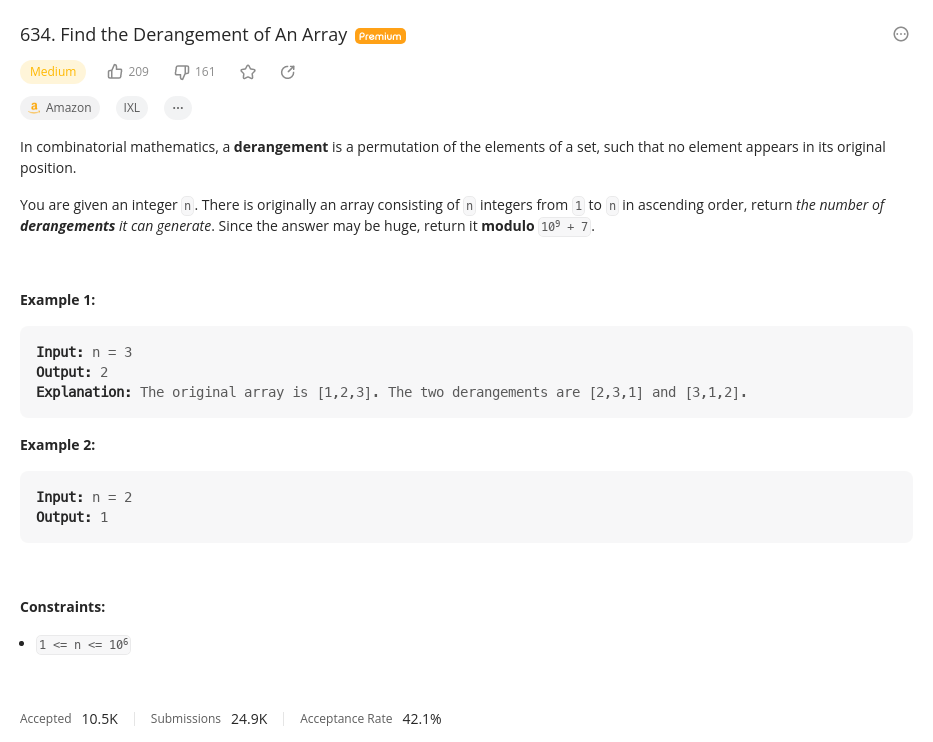 634. Find the Derangement of An Array Premium
Medium 209 161
a Amazon IXL ...
In combinatorial mathematics, a derangement is a permutation of the elements of a set, such that no element appears in its original
position.
You are given an integer n. There is originally an array consisting of n integers from 1 to n in ascending order, return the number of
derangements it can generate. Since the answer may be huge, return it modulo 10⁹ + 7.
Example 1:
Input: n = 3
Output: 2
Explanation: The original array is [1,2,3]. The two derangements are [2,3,1] and [3,1,2].
Example 2:
Input: n = 2
Output: 1
Constraints:
• 1 <= n <= 10⁶
Accepted 10.5K Submissions 24.9K Acceptance Rate 42.1%